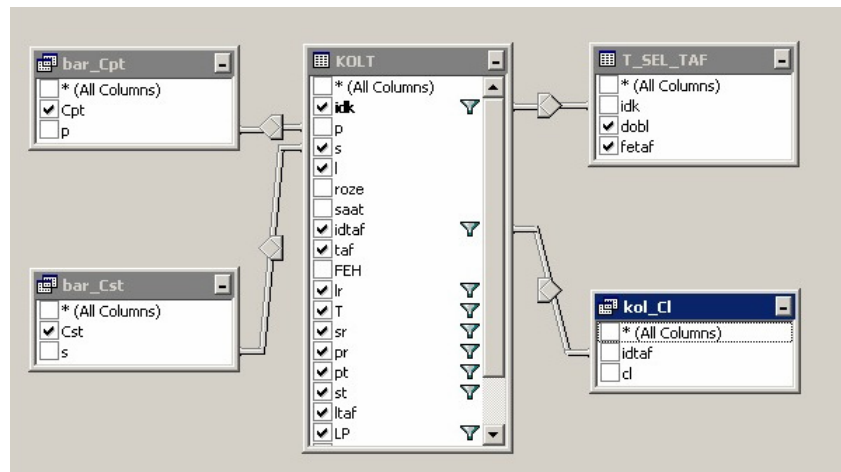 bar_Cpt
* (All Columns)
Cpt
p
KOLT
* (All Columns)
idk
p
s
l
roze
saat
idtaf
taf
FEH
lr
T
sr
pr
pt
st
ltaf
LP
T_SEL_TAF
* (All Columns)
idk
dobl
fetaf
bar_Cst
* (All Columns)
Cst
s
kol_Cl
* (All Columns)
idtaf
cl